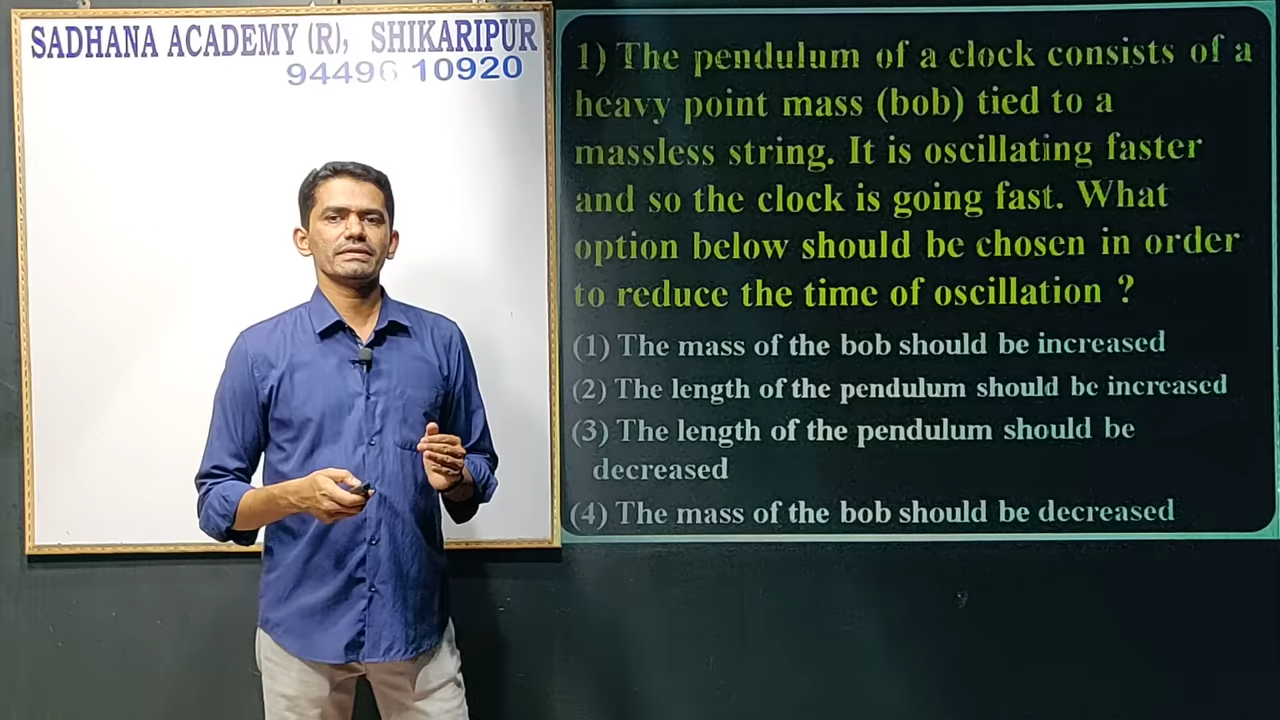 SADHANA ACADEMY (R), SHIKARIPUR
94496 10920
1) The pendulum of a clock consists of a
heavy point mass (bob) tied to a
massless string. It is oscillating faster
and so the clock is going fast. What
option below should be chosen in order
to reduce the time of oscillation ?
(1) The mass of the bob should be increased
(2) The length of the pendulum should be increased
(3) The length of the pendulum should be
decreased
(4) The mass of the bob should be decreased